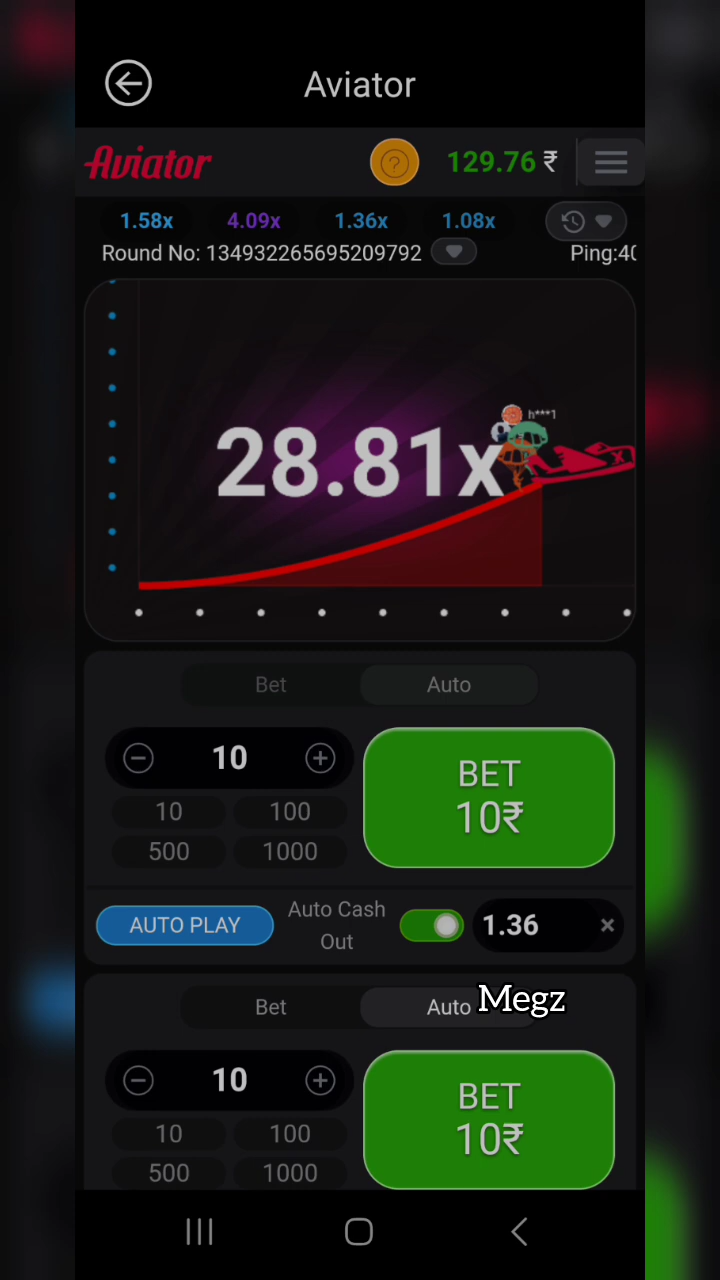 Aviator
Aviator ? 129.76 ₹
1.58x 4.09x 1.36x 1.08x
Round No: 134932265695209792 Ping:40
h***1
28.81x
X
Bet Auto
10
10 100
500 1000
BET
10₹
AUTO PLAY
Auto Cash
Out
1.36 ×
Bet Auto
Megz
10
10 100
500 1000
BET
10₹